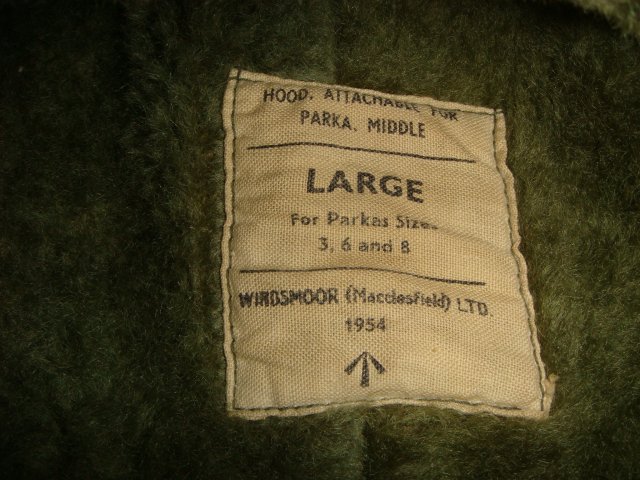 HOOD, ATTACHABLE FOR
PARKA, MIDDLE
LARGE
For Parkas Sizes
3, 6 and 8
WINDSMOOR (Macclesfield) LTD.
1954